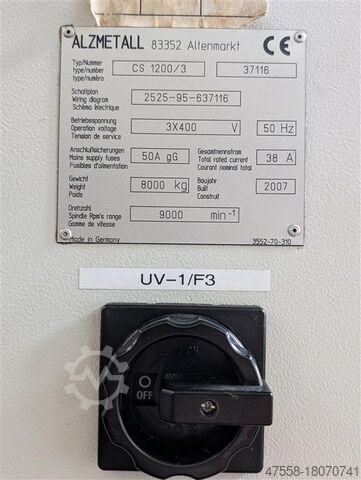 ALZMETALL 83352 Altenmarkt CE
Typ/Nummer
type/number
type/numéro
CS 1200/3 37116
Schaltplan
Wiring diagram
Schéma électrique
2525-95-637116
Betriebsspannung
Operation voltage
Tension de service
3X400 V 50 Hz
Anschlußsicherungen
Mains supply fuses
Fusibles d'alimentation
50A gG
Gesamtnennstrom
Total rated current
Courant nominal total
38 A
Gewicht
Weight
Poids
8000 kg
Baujahr
Built
Construit
2007
Drehzahl
Spindle Rpm's range
Gamme de vitesse
9000 min⁻¹
Made in Germany 3552-70-310
UV-1/F3
O
OFF
47558-18070741